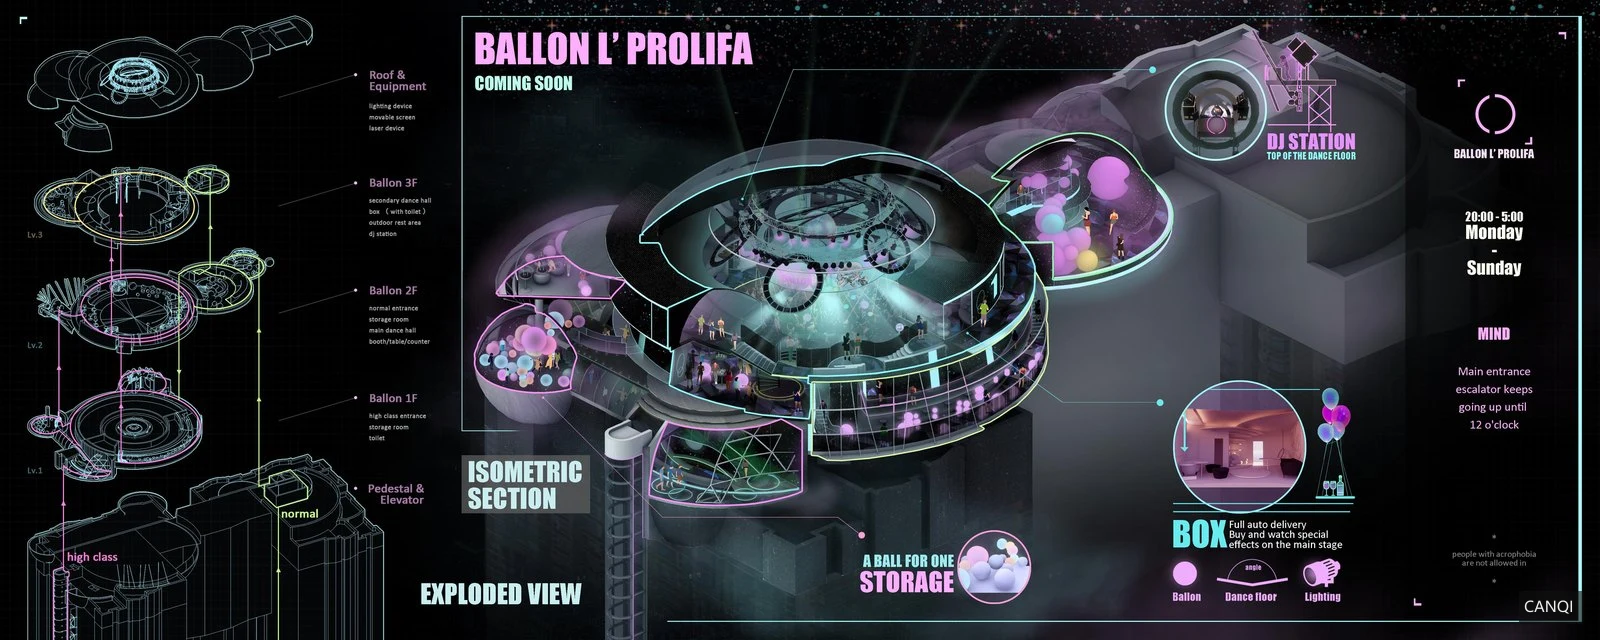 Roof &
Equipment
lighting device
movable screen
laser device
Ballon 3F
secondary dance hall
box （with toilet）
outdoor rest area
dj station
Lv.3
Ballon 2F
normal entrance
storage room
main dance hall
booth/table/counter
Lv.2
Ballon 1F
high class entrance
storage room
toilet
Lv.1
Pedestal &
Elevator
normal
high class
EXPLODED VIEW
BALLON L’ PROLIFA
COMING SOON
ISOMETRIC
SECTION
DJ STATION
TOP OF THE DANCE FLOOR
A BALL FOR ONE
STORAGE
BOX
Full auto delivery
Buy and watch special
effects on the main stage
angle
Ballon
Dance floor
Lighting
BALLON L’ PROLIFA
20:00 - 5:00
Monday
-
Sunday
MIND
Main entrance
escalator keeps
going up until
12 o'clock
*
people with acrophobia
are not allowed in
*
CANQI